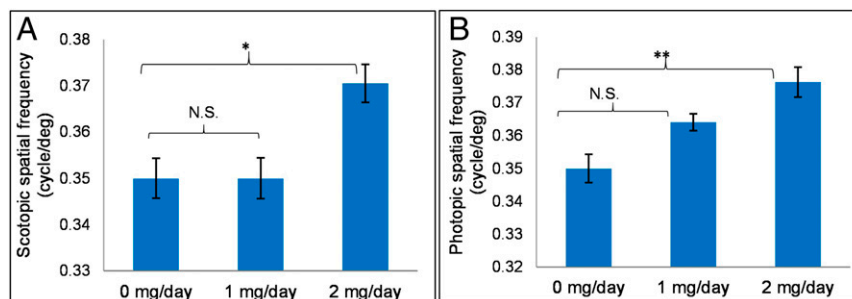 A
Scotopic spatial frequency
(cycle/deg)
0.38
0.37
0.36
0.35
0.34
0.33
*
N.S.
0 mg/day
1 mg/day
2 mg/day
B
Photopic spatial frequency
(cycle/deg)
0.39
0.38
0.37
0.36
0.35
0.34
0.33
0.32
**
N.S.
0 mg/day
1 mg/day
2 mg/day